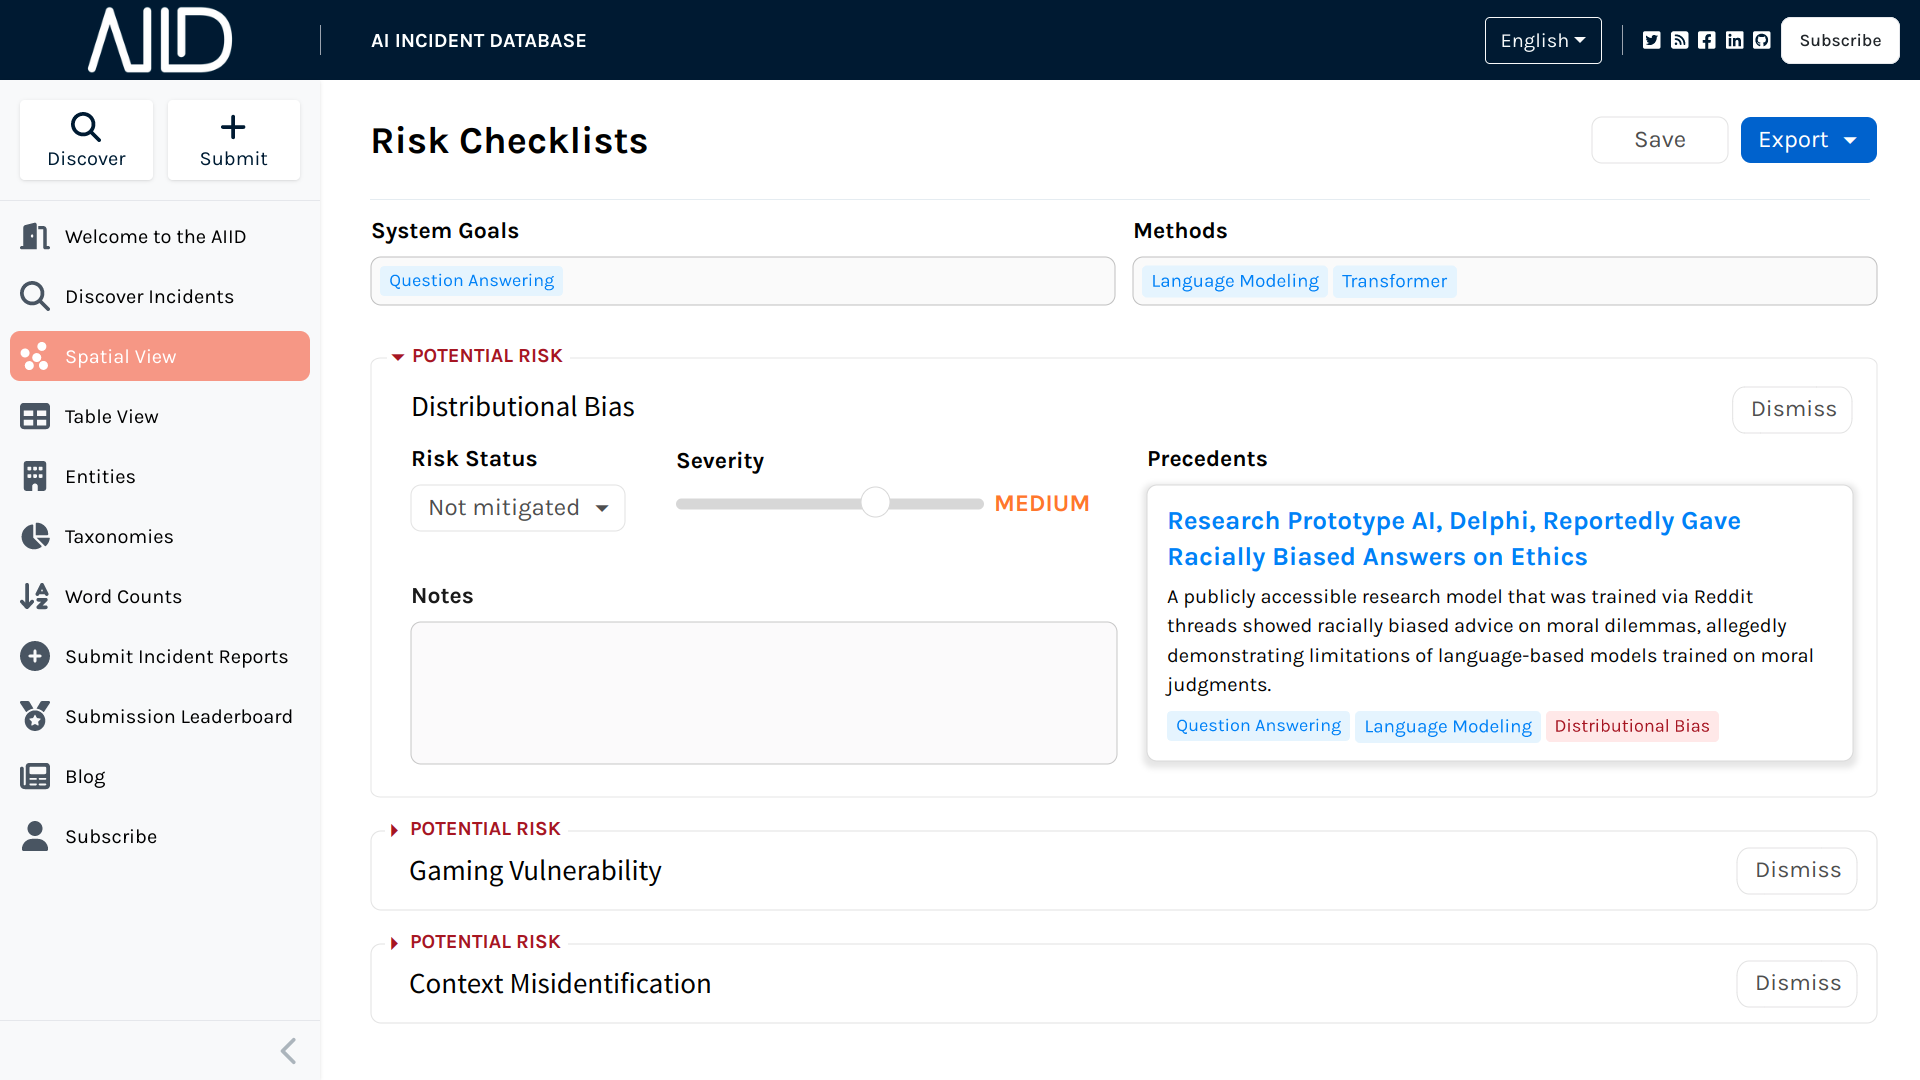 AIID
AI INCIDENT DATABASE
English
Subscribe
Discover
Submit
Welcome to the AIID
Discover Incidents
Spatial View
Table View
Entities
Taxonomies
Word Counts
Submit Incident Reports
Submission Leaderboard
Blog
Subscribe
Risk Checklists
Save
Export
System Goals
Question Answering
Methods
Language Modeling Transformer
POTENTIAL RISK
Distributional Bias
Dismiss
Risk Status
Not mitigated
Severity
MEDIUM
Notes
Precedents
Research Prototype AI, Delphi, Reportedly Gave
Racially Biased Answers on Ethics
A publicly accessible research model that was trained via Reddit
threads showed racially biased advice on moral dilemmas, allegedly
demonstrating limitations of language-based models trained on moral
judgments.
Question Answering Language Modeling Distributional Bias
POTENTIAL RISK
Gaming Vulnerability
Dismiss
POTENTIAL RISK
Context Misidentification
Dismiss